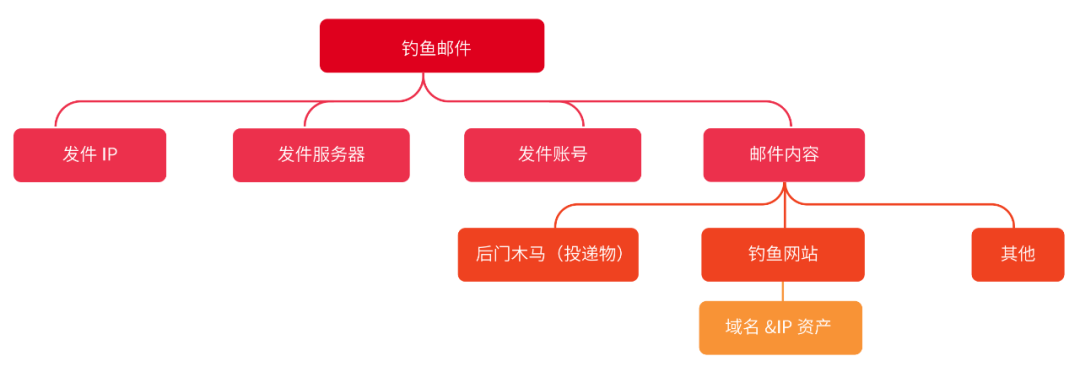 钓鱼邮件
发件 IP
发件服务器
发件账号
邮件内容
后门木马（投递物）
钓鱼网站
其他
域名 &IP 资产